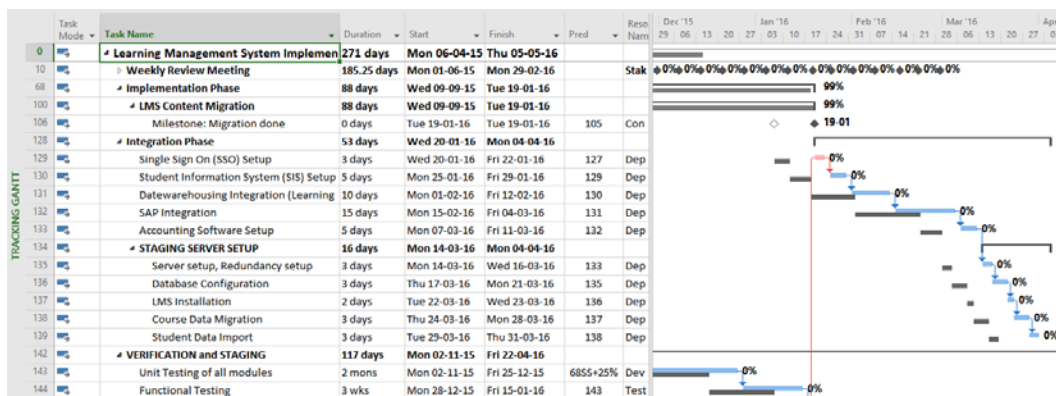 Task Mode Task Name Duration Start Finish Pred Reso Nam Dec '15 Jan '16 Feb '16 Mar '16 Apr
29 06 13 20 27 03 10 17 24 31 07 14 21 28 06 13 20 27 0
0 Learning Management System Implemen 271 days Mon 06-04-15 Thu 05-05-16
10 Weekly Review Meeting 185.25 days Mon 01-06-15 Mon 29-02-16 Stak 0% 0% 0% 0% 0% 0% 0% 0% 0% 0% 0% 0% 0% 0%
68 Implementation Phase 88 days Wed 09-09-15 Tue 19-01-16 99%
100 LMS Content Migration 88 days Wed 09-09-15 Tue 19-01-16 99%
106 Milestone: Migration done 0 days Tue 19-01-16 Tue 19-01-16 105 Con 19-01
128 Integration Phase 53 days Wed 20-01-16 Mon 04-04-16
129 Single Sign On (SSO) Setup 3 days Wed 20-01-16 Fri 22-01-16 127 Dep 0%
130 Student Information System (SIS) Setup 5 days Mon 25-01-16 Fri 29-01-16 129 Dep 0%
131 Datewarehousing Integration (Learning 10 days Mon 01-02-16 Fri 12-02-16 130 Dep 0%
132 SAP Integration 15 days Mon 15-02-16 Fri 04-03-16 131 Dep 0%
133 Accounting Software Setup 5 days Mon 07-03-16 Fri 11-03-16 132 Dep 0%
134 STAGING SERVER SETUP 16 days Mon 14-03-16 Mon 04-04-16
135 Server setup, Redundancy setup 3 days Mon 14-03-16 Wed 16-03-16 133 Dep 0%
136 Database Configuration 3 days Thu 17-03-16 Mon 21-03-16 135 Dep 0%
137 LMS Installation 2 days Tue 22-03-16 Wed 23-03-16 136 Dep 0%
138 Course Data Migration 3 days Thu 24-03-16 Mon 28-03-16 137 Dep 0%
139 Student Data Import 3 days Tue 29-03-16 Thu 31-03-16 138 Dep 0%
142 VERIFICATION and STAGING 117 days Mon 02-11-15 Fri 22-04-16
143 Unit Testing of all modules 2 mons Mon 02-11-15 Fri 25-12-15 68SS+25% Dev 0%
144 Functional Testing 3 wks Mon 28-12-15 Fri 15-01-16 143 Test 0%
TRACKING GANTT